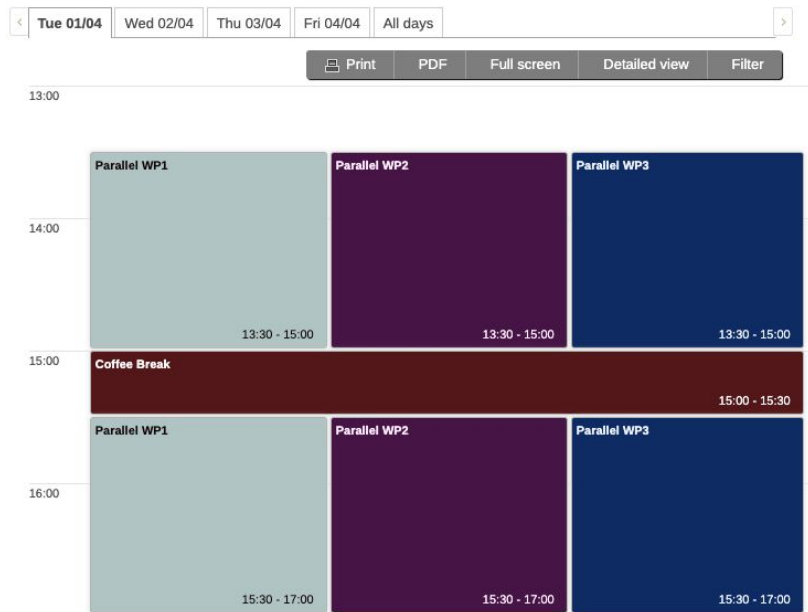 < Tue 01/04 Wed 02/04 Thu 03/04 Fri 04/04 All days >
Print PDF Full screen Detailed view Filter
13:00
Parallel WP1 Parallel WP2 Parallel WP3
14:00
13:30 - 15:00 13:30 - 15:00 13:30 - 15:00
15:00
Coffee Break
15:00 - 15:30
Parallel WP1 Parallel WP2 Parallel WP3
16:00
15:30 - 17:00 15:30 - 17:00 15:30 - 17:00